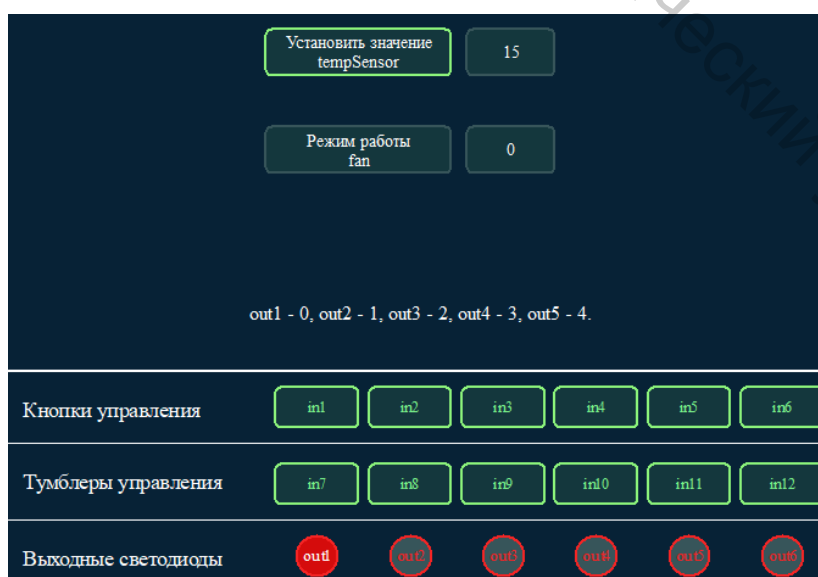 Установить значение
tempSensor
15
Режим работы
fan
0
out1 - 0, out2 - 1, out3 - 2, out4 - 3, out5 - 4.
Кнопки управления in1 in2 in3 in4 in5 in6
Тумблеры управления in7 in8 in9 in10 in11 in12
Выходные светодиоды out1 out2 out3 out4 out5 out6